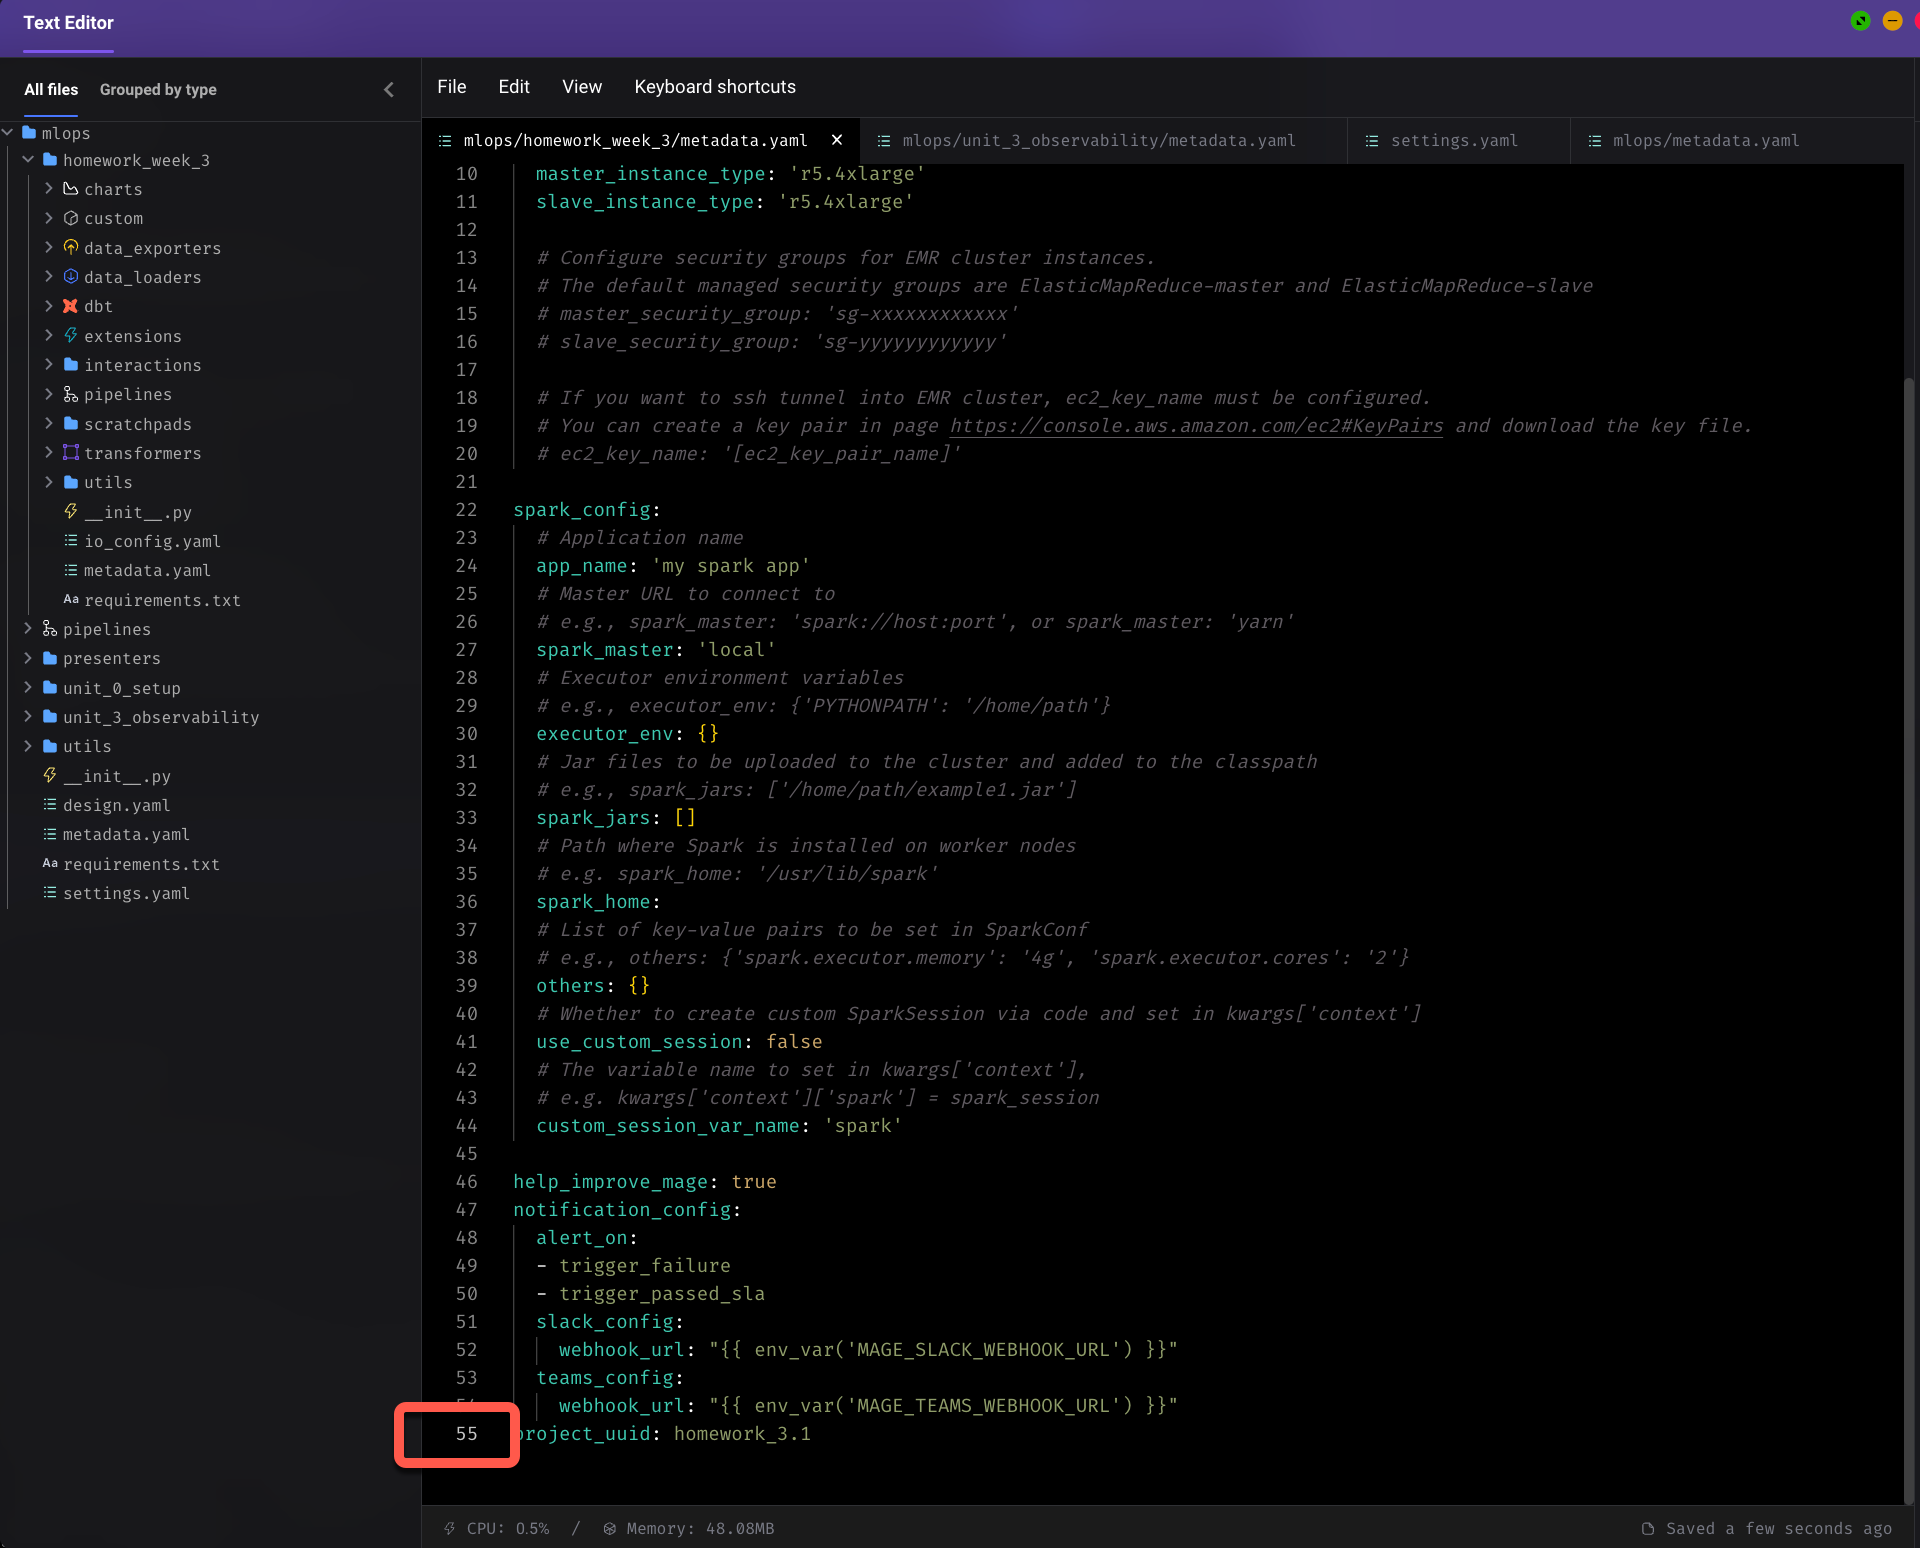 Text Editor
All files
Grouped by type
mlops
homework_week_3
charts
custom
data_exporters
data_loaders
dbt
extensions
interactions
pipelines
scratchpads
transformers
utils
__init__.py
io_config.yaml
metadata.yaml
Aa requirements.txt
pipelines
presenters
unit_0_setup
unit_3_observability
utils
__init__.py
design.yaml
metadata.yaml
Aa requirements.txt
settings.yaml
File Edit View Keyboard shortcuts
mlops/homework_week_3/metadata.yaml
mlops/unit_3_observability/metadata.yaml
settings.yaml
mlops/metadata.yaml
10 master_instance_type: 'r5.4xlarge'
11 slave_instance_type: 'r5.4xlarge'
12
13 # Configure security groups for EMR cluster instances.
14 # The default managed security groups are ElasticMapReduce-master and ElasticMapReduce-slave
15 # master_security_group: 'sg-xxxxxxxxxxxx'
16 # slave_security_group: 'sg-yyyyyyyyyyyy'
17
18 # If you want to ssh tunnel into EMR cluster, ec2_key_name must be configured.
19 # You can create a key pair in page https://console.aws.amazon.com/ec2#KeyPairs and download the key file.
20 # ec2_key_name: '[ec2_key_pair_name]'
21
22 spark_config:
23 # Application name
24 app_name: 'my spark app'
25 # Master URL to connect to
26 # e.g., spark_master: 'spark://host:port', or spark_master: 'yarn'
27 spark_master: 'local'
28 # Executor environment variables
29 # e.g., executor_env: {'PYTHONPATH': '/home/path'}
30 executor_env: {}
31 # Jar files to be uploaded to the cluster and added to the classpath
32 # e.g., spark_jars: ['/home/path/example1.jar']
33 spark_jars: []
34 # Path where Spark is installed on worker nodes
35 # e.g. spark_home: '/usr/lib/spark'
36 spark_home:
37 # List of key-value pairs to be set in SparkConf
38 # e.g., others: {'spark.executor.memory': '4g', 'spark.executor.cores': '2'}
39 others: {}
40 # Whether to create custom SparkSession via code and set in kwargs['context']
41 use_custom_session: false
42 # The variable name to set in kwargs['context'],
43 # e.g. kwargs['context']['spark'] = spark_session
44 custom_session_var_name: 'spark'
45
46 help_improve_mage: true
47 notification_config:
48 alert_on:
49 - trigger_failure
50 - trigger_passed_sla
51 slack_config:
52 webhook_url: "{{ env_var('MAGE_SLACK_WEBHOOK_URL') }}"
53 teams_config:
54 webhook_url: "{{ env_var('MAGE_TEAMS_WEBHOOK_URL') }}"
55 project_uuid: homework_3.1
CPU: 0.5% / Memory: 48.08MB
Saved a few seconds ago